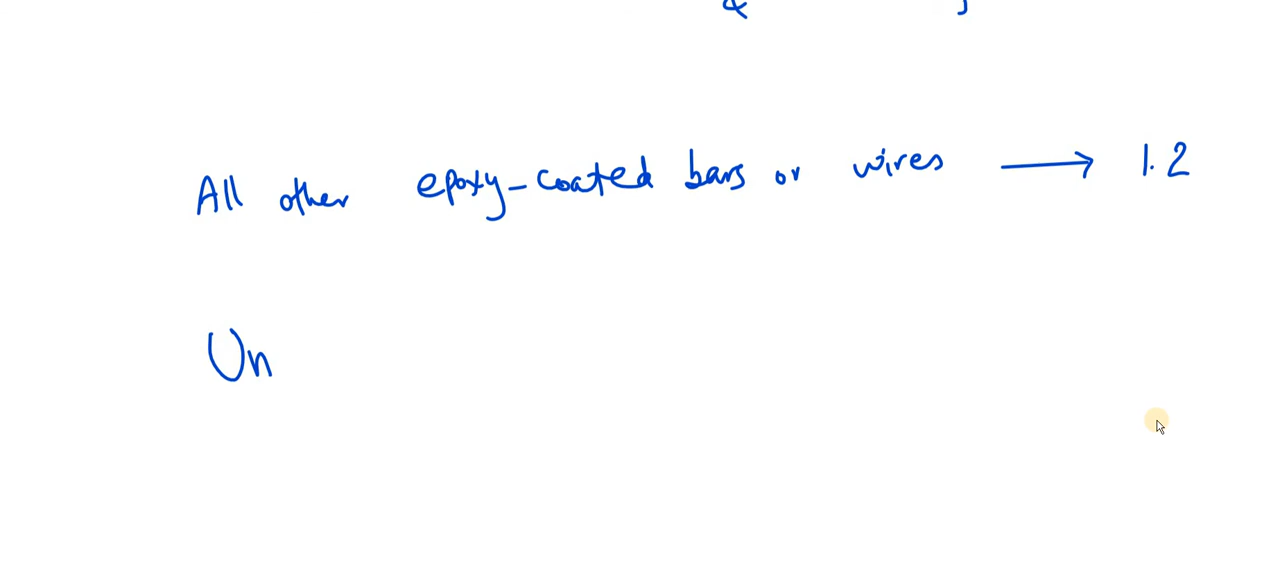 All other epoxy-coated bars or wires → 1.2
Un